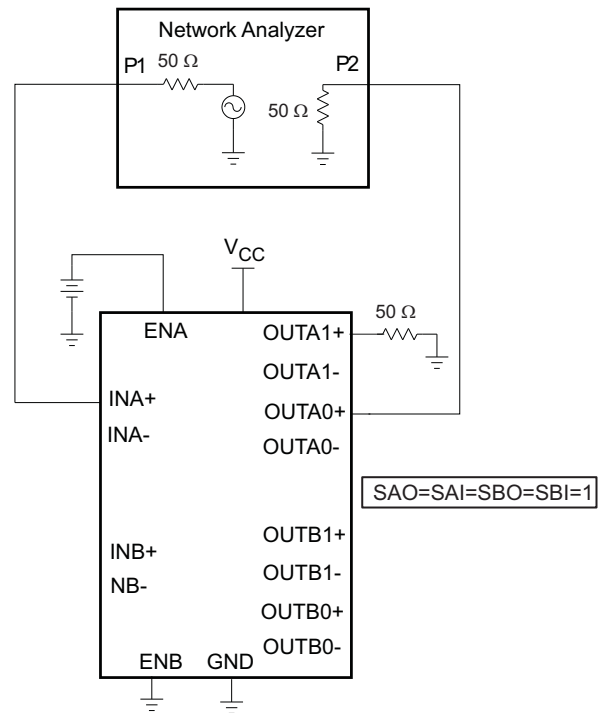 Network Analyzer
P1 50 Ω
P2
50 Ω
VCC
50 Ω
ENA
OUTA1+
OUTA1-
INA+
OUTA0+
INA-
OUTA0-
SAO=SAI=SBO=SBI=1
OUTB1+
INB+
OUTB1-
NB-
OUTB0+
OUTB0-
ENB GND